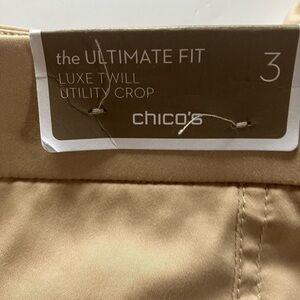 the ULTIMATE FIT 3
LUXE TWILL
UTILITY CROP
chico's